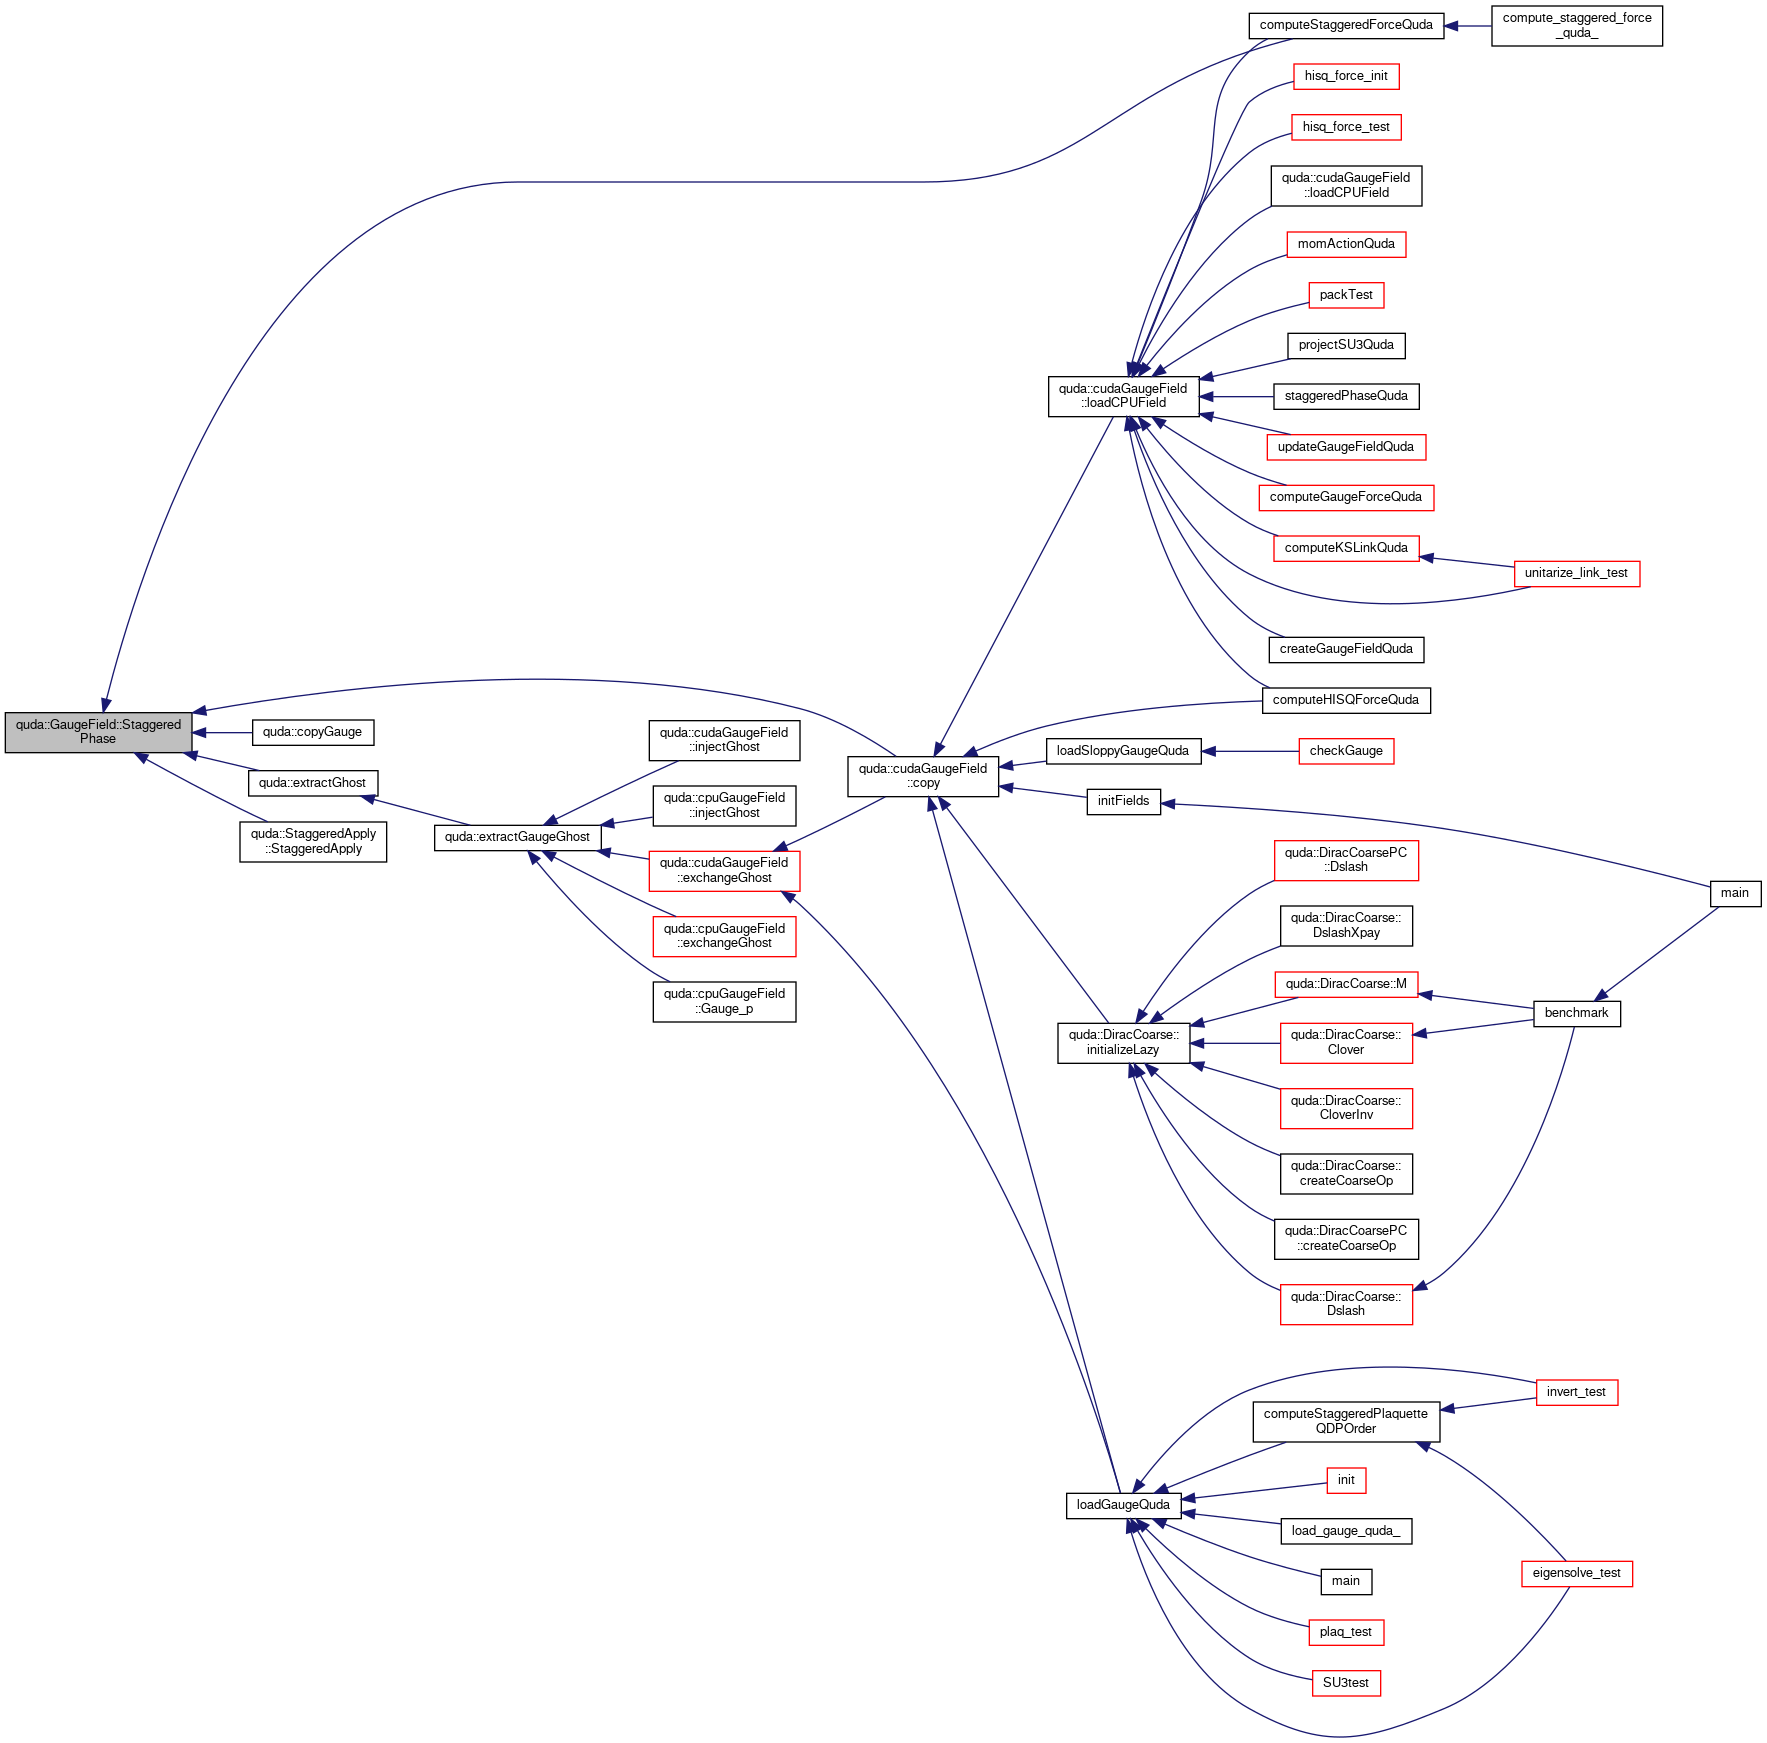 computeStaggeredForceQuda
compute_staggered_force
_quda_
hisq_force_init
hisq_force_test
quda::cudaGaugeField
::loadCPUField
momActionQuda
packTest
projectSU3Quda
quda::cudaGaugeField
::loadCPUField
staggeredPhaseQuda
updateGaugeFieldQuda
computeGaugeForceQuda
computeKSLinkQuda
unitarize_link_test
createGaugeFieldQuda
computeHISQForceQuda
quda::GaugeField::Staggered
Phase
quda::copyGauge
quda::extractGhost
quda::StaggeredApply
::StaggeredApply
quda::extractGaugeGhost
quda::cudaGaugeField
::injectGhost
quda::cpuGaugeField
::injectGhost
quda::cudaGaugeField
::exchangeGhost
quda::cpuGaugeField
::exchangeGhost
quda::cpuGaugeField
::Gauge_p
quda::cudaGaugeField
::copy
loadSloppyGaugeQuda
checkGauge
initFields
main
quda::DiracCoarsePC
::Dslash
quda::DiracCoarse::
DslashXpay
quda::DiracCoarse::M
benchmark
quda::DiracCoarse::
initializeLazy
quda::DiracCoarse::
Clover
quda::DiracCoarse::
CloverInv
quda::DiracCoarse::
createCoarseOp
quda::DiracCoarsePC
::createCoarseOp
quda::DiracCoarse::
Dslash
invert_test
computeStaggeredPlaquette
QDPOrder
init
loadGaugeQuda
load_gauge_quda_
main
eigensolve_test
plaq_test
SU3test